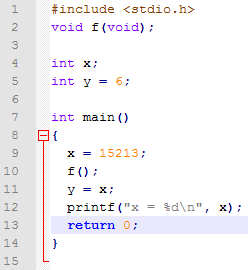 1 #include <stdio.h>
2 void f(void);
3
4 int x;
5 int y = 6;
6
7 int main()
8 {
9 x = 15213;
10 f();
11 y = x;
12 printf("x = %d\n", x);
13 return 0;
14 }
15